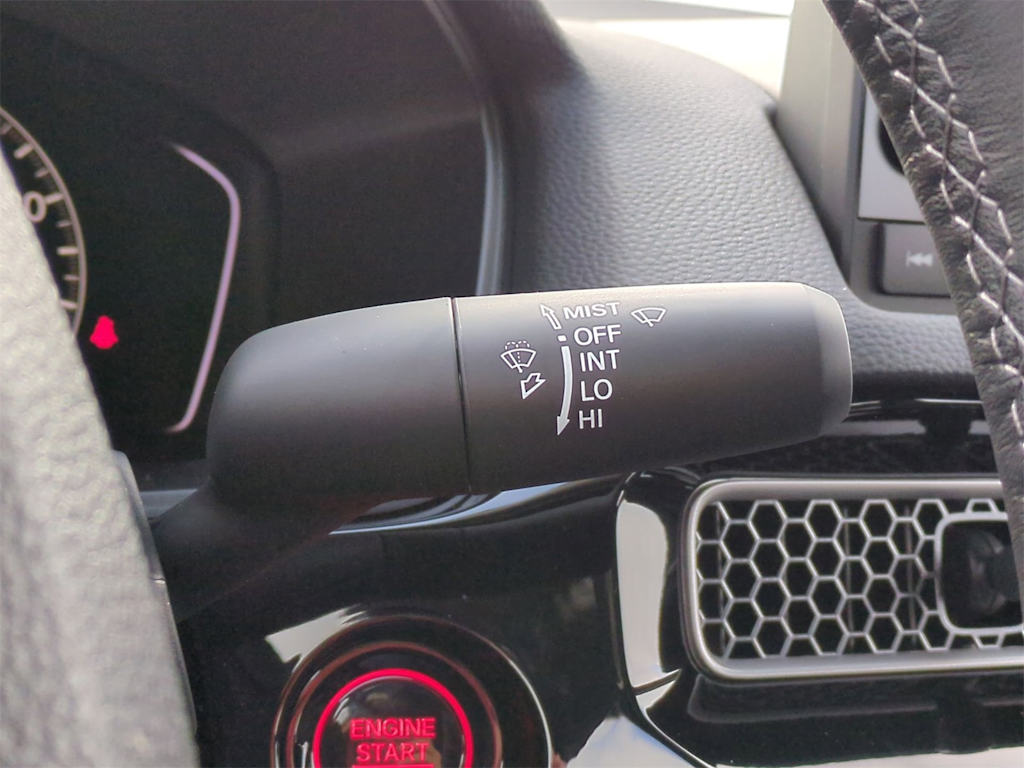 MIST
OFF
INT
LO
HI
ENGINE
START